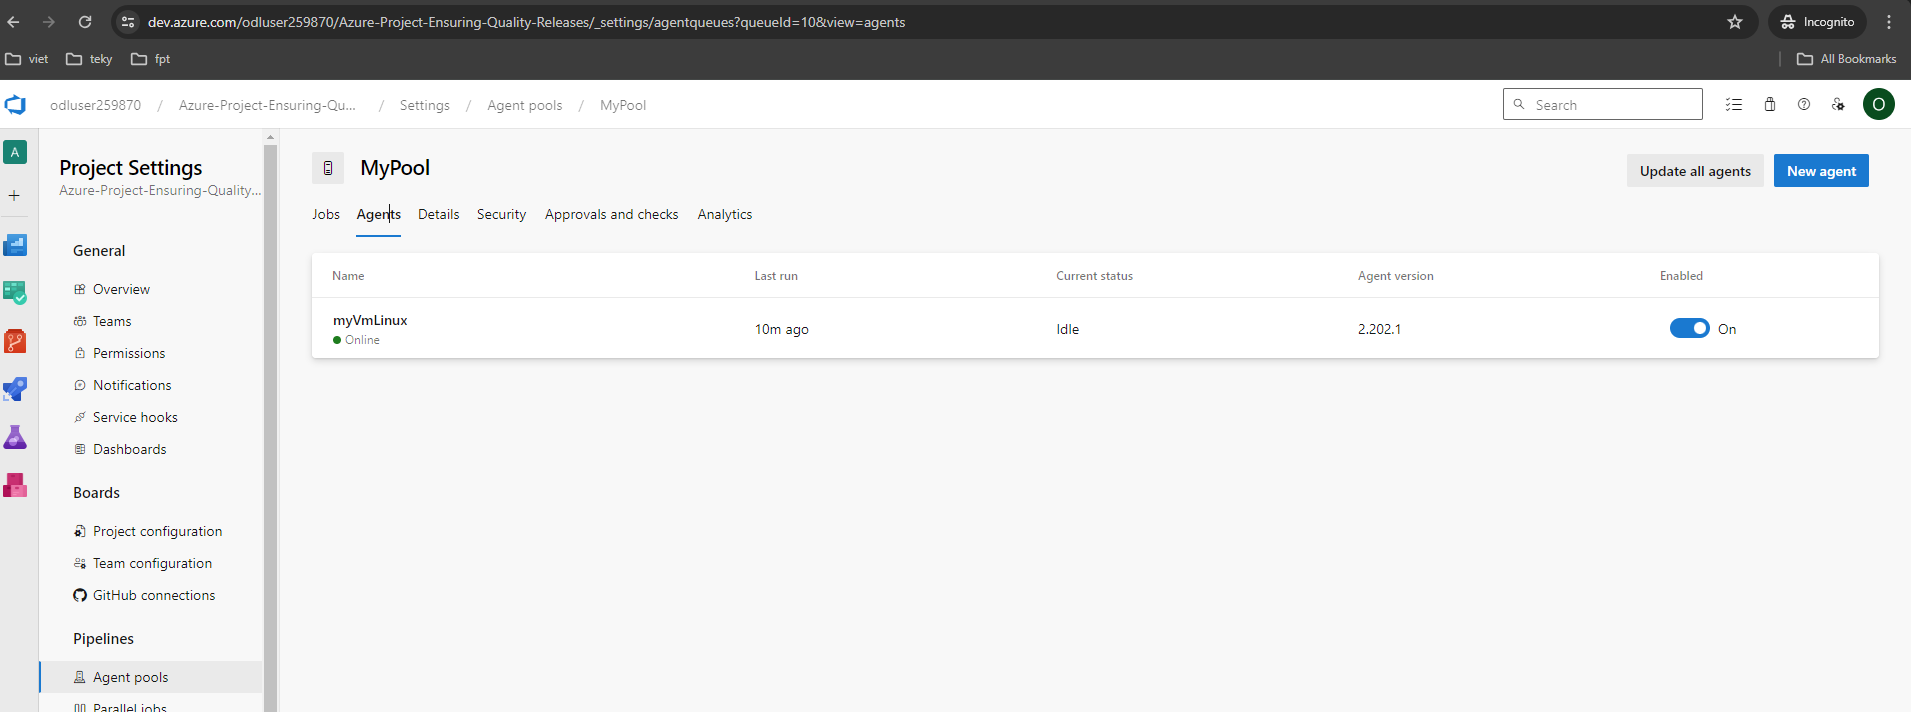 dev.azure.com/odluser259870/Azure-Project-Ensuring-Quality-Releases/_settings/agentqueues?queueId=10&view=agents
Incognito
viet
teky
fpt
All Bookmarks
odluser259870 / Azure-Project-Ensuring-Qu... / Settings / Agent pools / MyPool
Search
O
A
Project Settings
Azure-Project-Ensuring-Quality...
General
Overview
Teams
Permissions
Notifications
Service hooks
Dashboards
Boards
Project configuration
Team configuration
GitHub connections
Pipelines
Agent pools
Parallel jobs
MyPool
Update all agents
New agent
Jobs Agents Details Security Approvals and checks Analytics
Name Last run Current status Agent version Enabled
myVmLinux
Online
10m ago
Idle
2.202.1
On